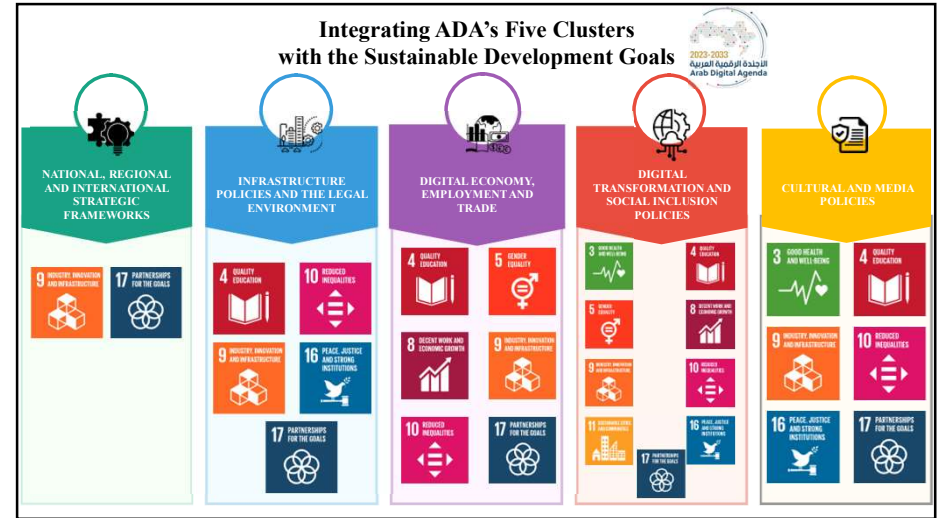 Integrating ADA's Five Clusters
with the Sustainable Development Goals
2023-2033
الأجندة الرقمية العربية
Arab Digital Agenda
NATIONAL, REGIONAL
AND INTERNATIONAL
STRATEGIC
FRAMEWORKS
9 INDUSTRY, INNOVATION
AND INFRASTRUCTURE
17 PARTNERSHIPS
FOR THE GOALS
INFRASTRUCTURE
POLICIES AND THE LEGAL
ENVIRONMENT
4 QUALITY
EDUCATION
10 REDUCED
INEQUALITIES
9 INDUSTRY, INNOVATION
AND INFRASTRUCTURE
16 PEACE, JUSTICE
AND STRONG
INSTITUTIONS
17 PARTNERSHIPS
FOR THE GOALS
DIGITAL ECONOMY,
EMPLOYMENT AND
TRADE
4 QUALITY
EDUCATION
5 GENDER
EQUALITY
8 DECENT WORK AND
ECONOMIC GROWTH
9 INDUSTRY, INNOVATION
AND INFRASTRUCTURE
10 REDUCED
INEQUALITIES
17 PARTNERSHIPS
FOR THE GOALS
DIGITAL
TRANSFORMATION AND
SOCIAL INCLUSION
POLICIES
3 GOOD HEALTH
AND WELL-BEING
4 QUALITY
EDUCATION
5 GENDER
EQUALITY
8 DECENT WORK AND
ECONOMIC GROWTH
9 INDUSTRY, INNOVATION
AND INFRASTRUCTURE
10 REDUCED
INEQUALITIES
11 SUSTAINABLE CITIES
AND COMMUNITIES
16 PEACE, JUSTICE
AND STRONG
INSTITUTIONS
17 PARTNERSHIPS
FOR THE GOALS
CULTURAL AND MEDIA
POLICIES
3 GOOD HEALTH
AND WELL-BEING
4 QUALITY
EDUCATION
9 INDUSTRY, INNOVATION
AND INFRASTRUCTURE
10 REDUCED
INEQUALITIES
16 PEACE, JUSTICE
AND STRONG
INSTITUTIONS
17 PARTNERSHIPS
FOR THE GOALS